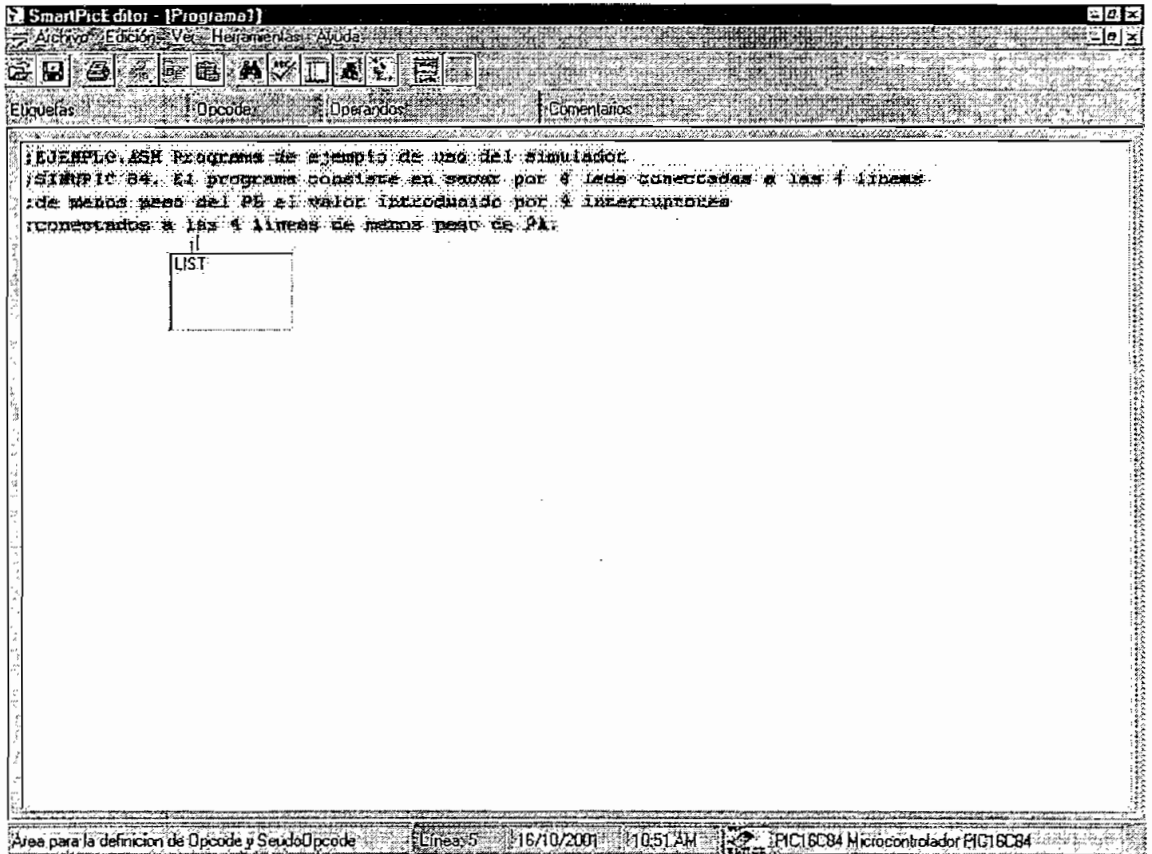 SmartPicEditor - [Programa1]
Archivo Edición Ver Herramientas Ayuda
Etiquetas Opcodes Operandos Comentarios
;EJEMPLO.ASM Programa de ejemplo de uso del simulador
;SIMUPIC 84. El programa consiste en sacar por 4 leds conectadas a las 4 lineas
;de menos peso del PB el valor introducido por 4 interruptores
;conectados a las 4 lineas de menos peso de PA.
LIST
Area para la definicion de Opcode y SeudoOpcode Linea: 5 16/10/2001 10:51 AM PIC16C84 Microcontrolador PIC16C84